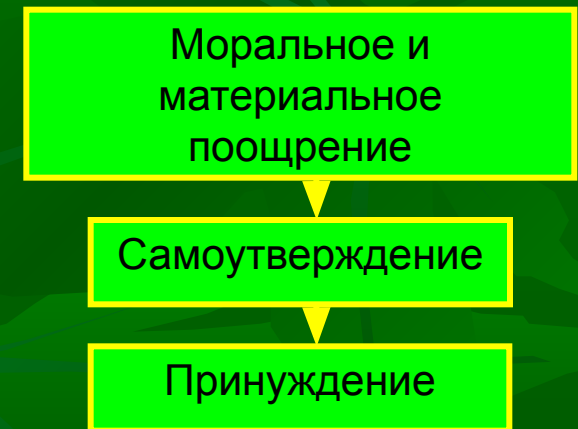 Моральное и
материальное
поощрение
Самоутверждение
Принуждение